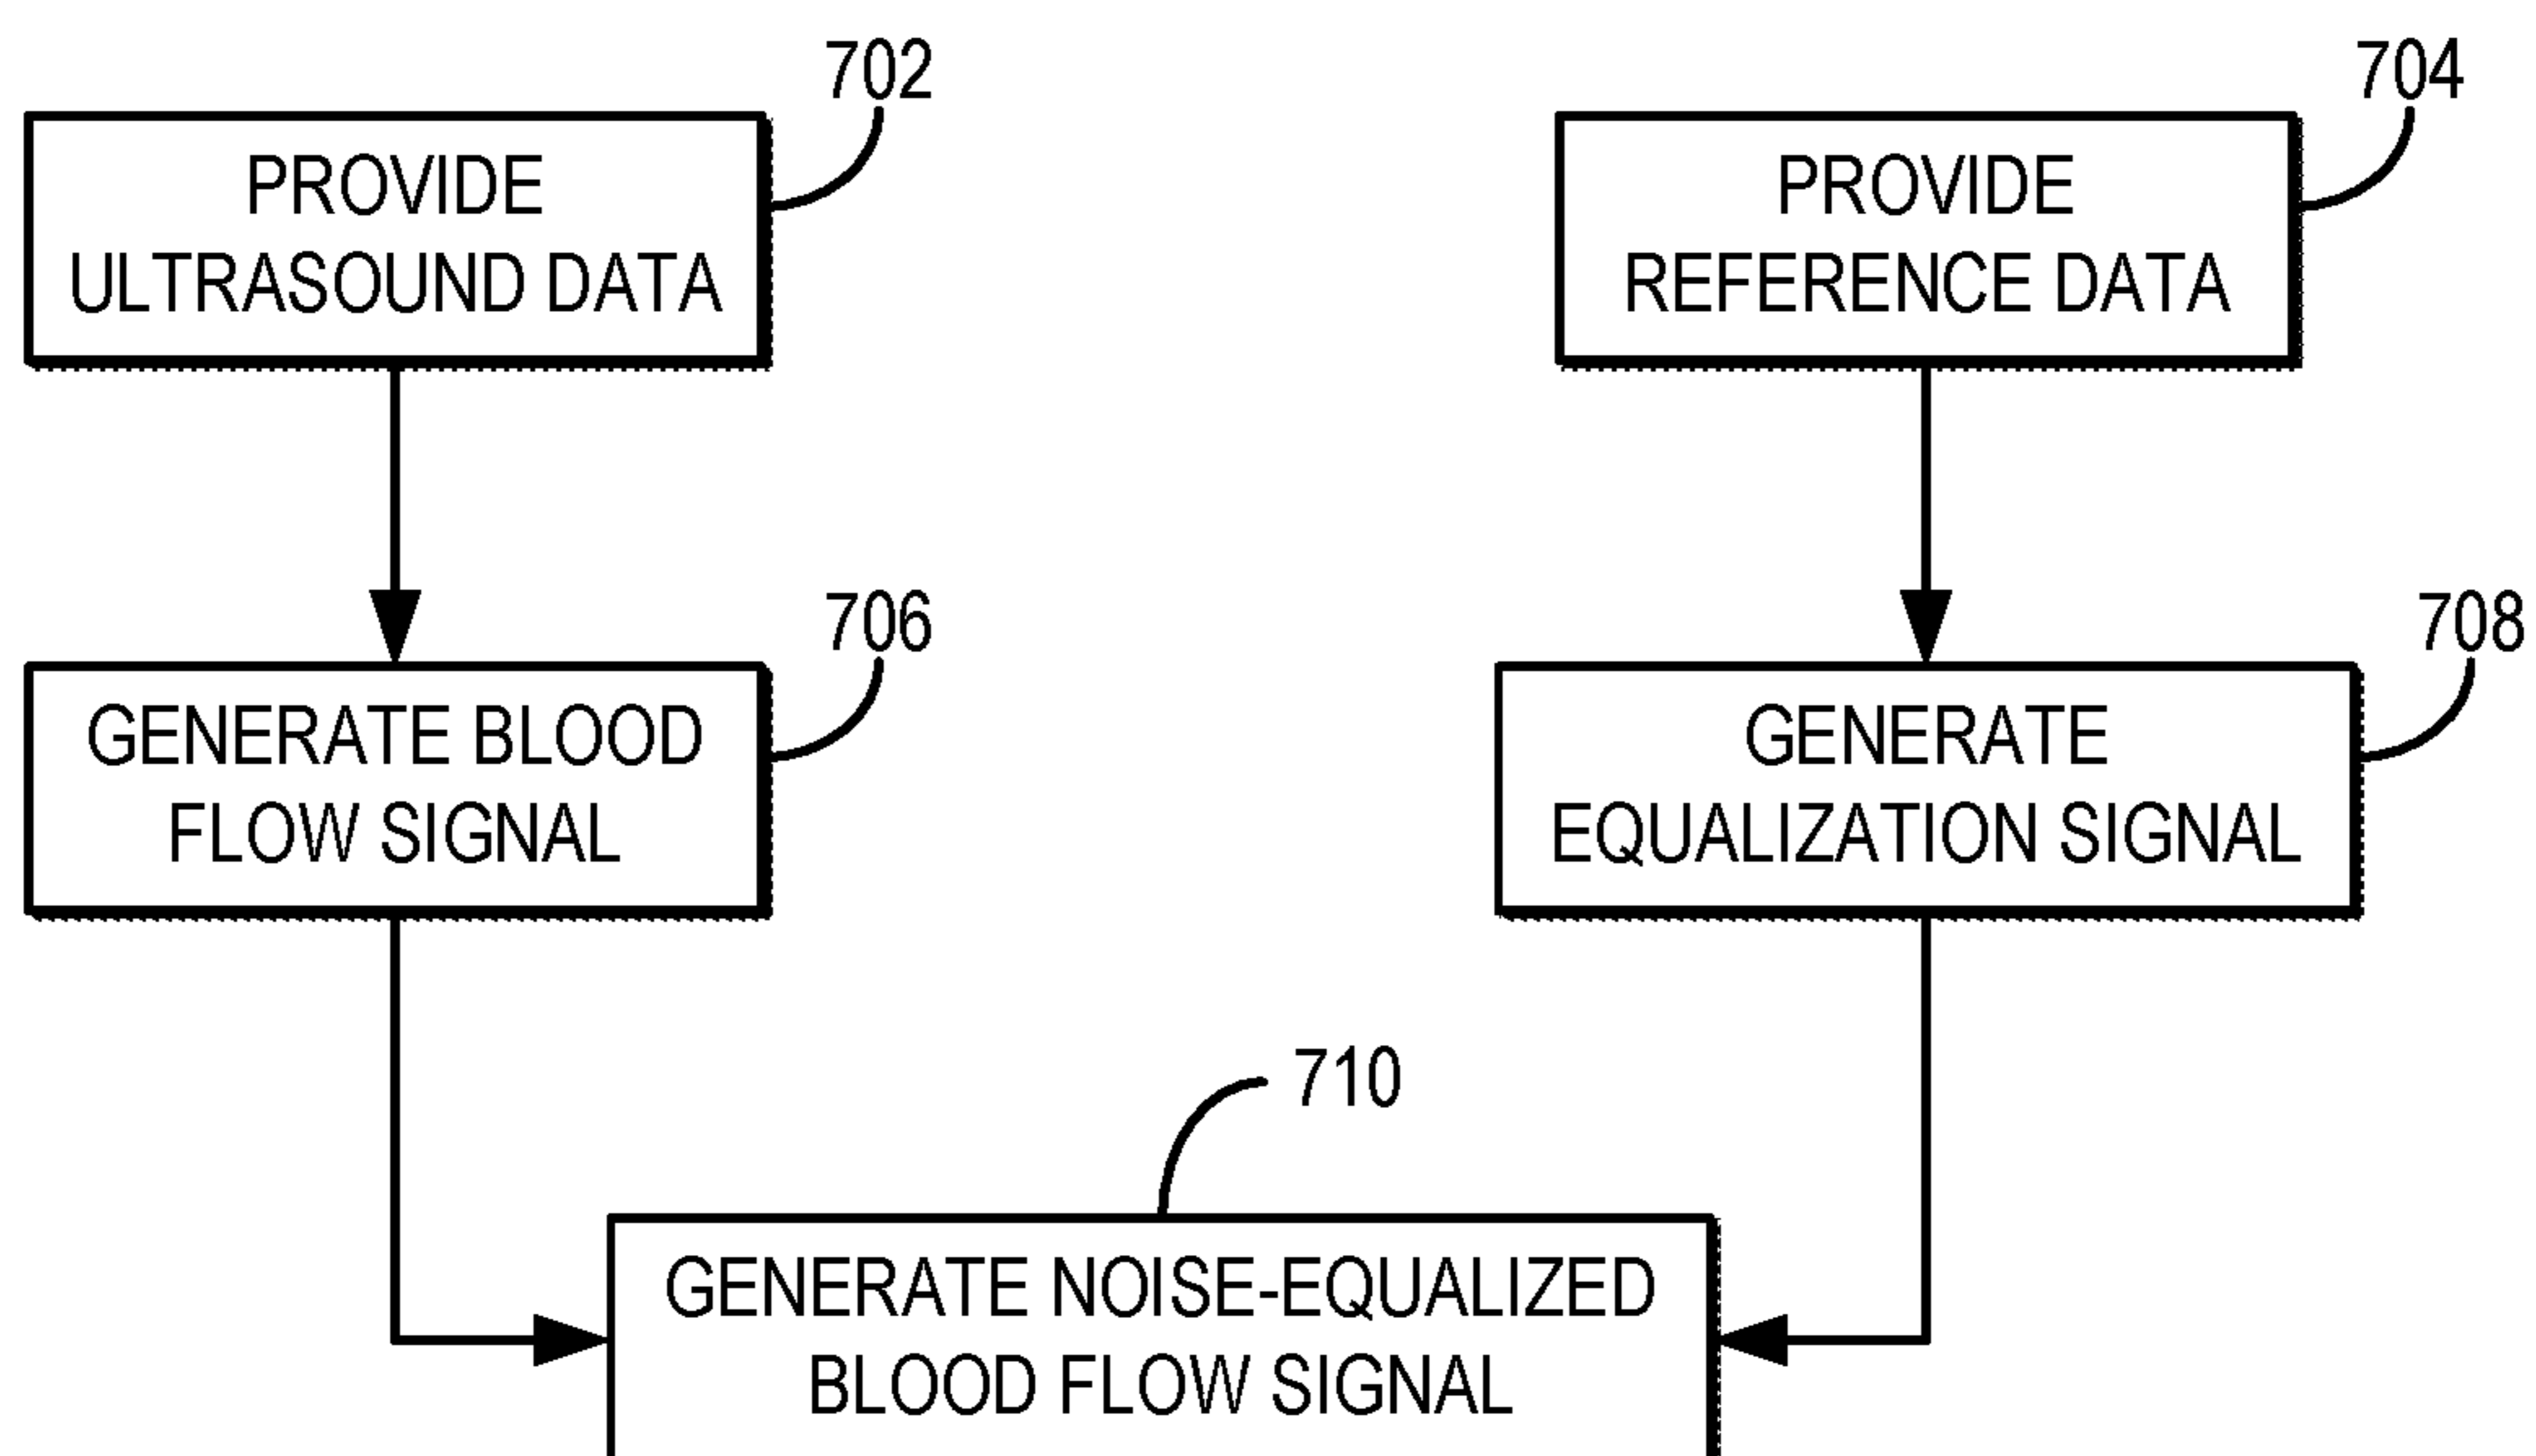 702
704
PROVIDE
ULTRASOUND DATA
PROVIDE
REFERENCE DATA
706
708
GENERATE BLOOD
FLOW SIGNAL
GENERATE
EQUALIZATION SIGNAL
710
GENERATE NOISE-EQUALIZED
BLOOD FLOW SIGNAL